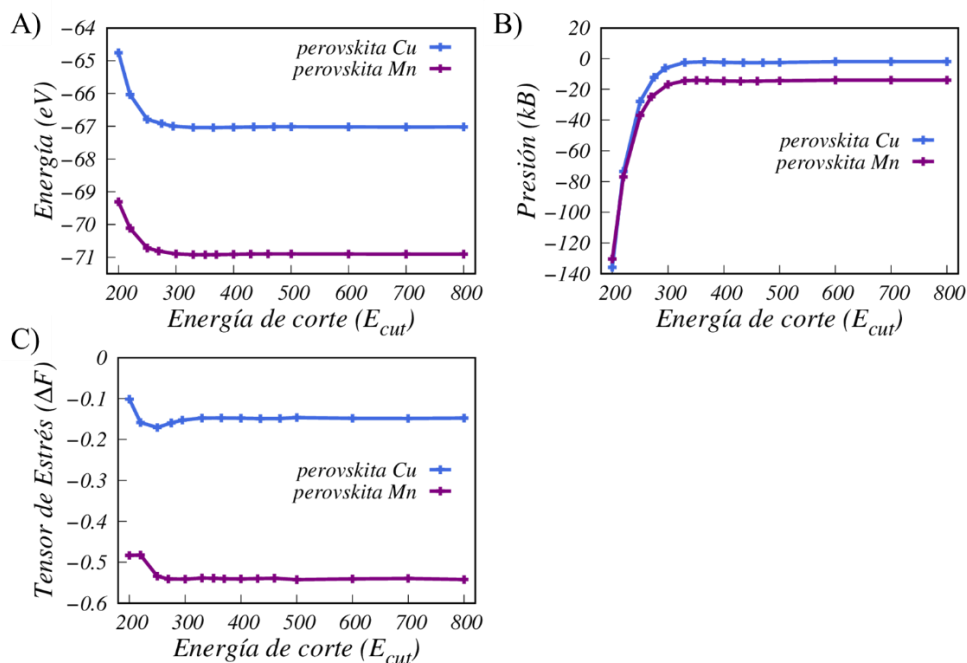 A)
Energía (eV)
−64
−65
−66
−67
−68
−69
−70
−71
perovskita Cu
perovskita Mn
200 300 400 500 600 700 800
Energía de corte (E_cut)
B)
Presión (kB)
20
0
−20
−40
−60
−80
−100
−120
−140
perovskita Cu
perovskita Mn
200 300 400 500 600 700 800
Energía de corte (E_cut)
C)
Tensor de Estrés (ΔF)
0
−0.1
−0.2
−0.3
−0.4
−0.5
−0.6
perovskita Cu
perovskita Mn
200 300 400 500 600 700 800
Energía de corte (E_cut)